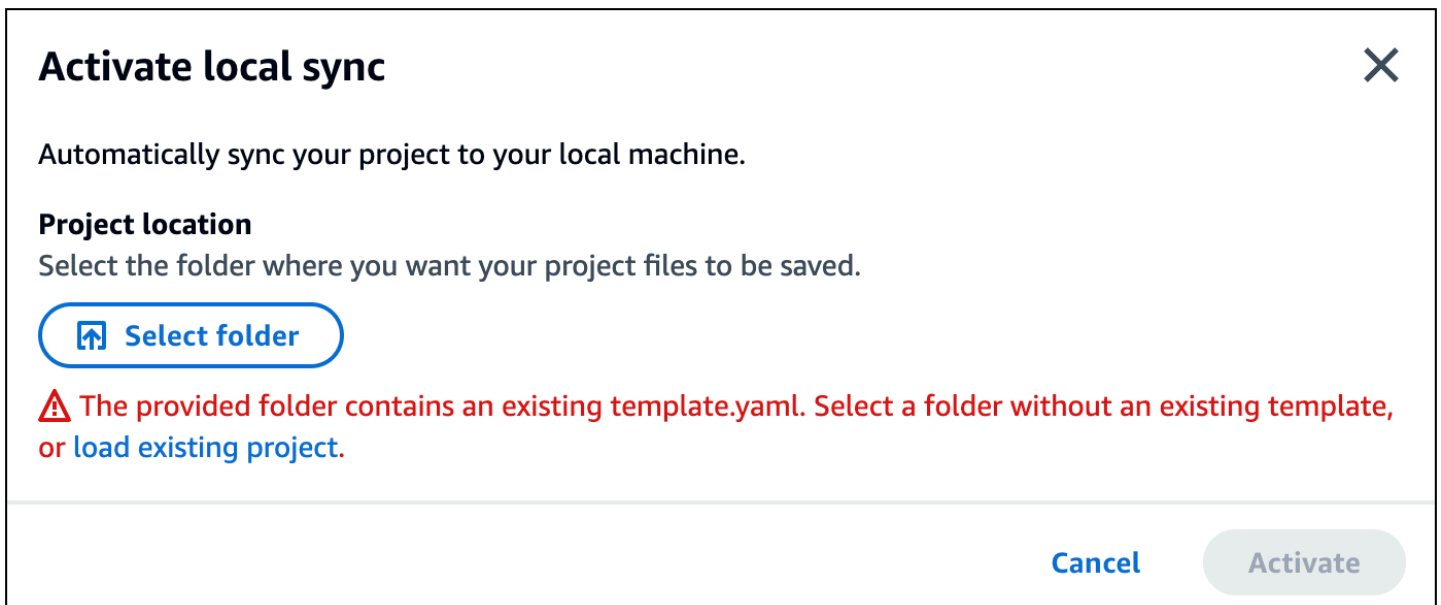 Activate local sync
Automatically sync your project to your local machine.
Project location
Select the folder where you want your project files to be saved.
Select folder
The provided folder contains an existing template.yaml. Select a folder without an existing template,
or load existing project.
Cancel
Activate